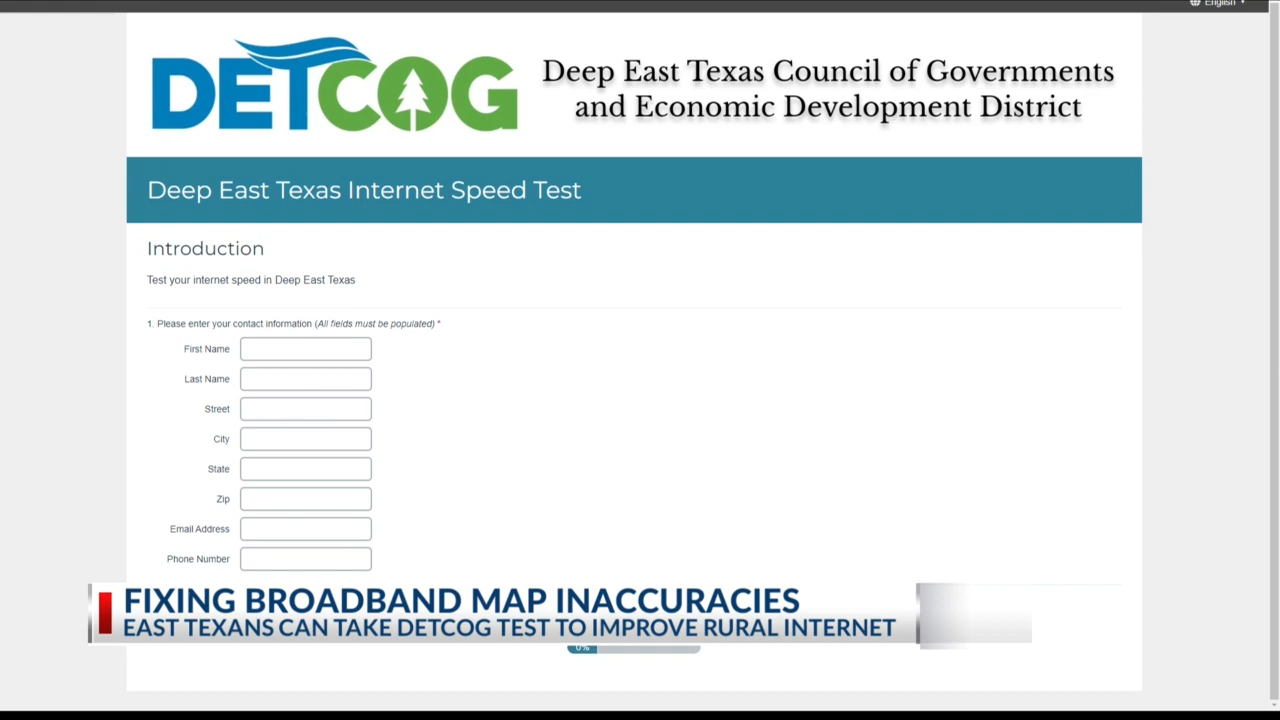 English
DETCOG
Deep East Texas Council of Governments
and Economic Development District
Deep East Texas Internet Speed Test
Introduction
Test your internet speed in Deep East Texas
1. Please enter your contact information (All fields must be populated) *
First Name
Last Name
Street
City
State
Zip
Email Address
Phone Number
FIXING BROADBAND MAP INACCURACIES
EAST TEXANS CAN TAKE DETCOG TEST TO IMPROVE RURAL INTERNET
0%